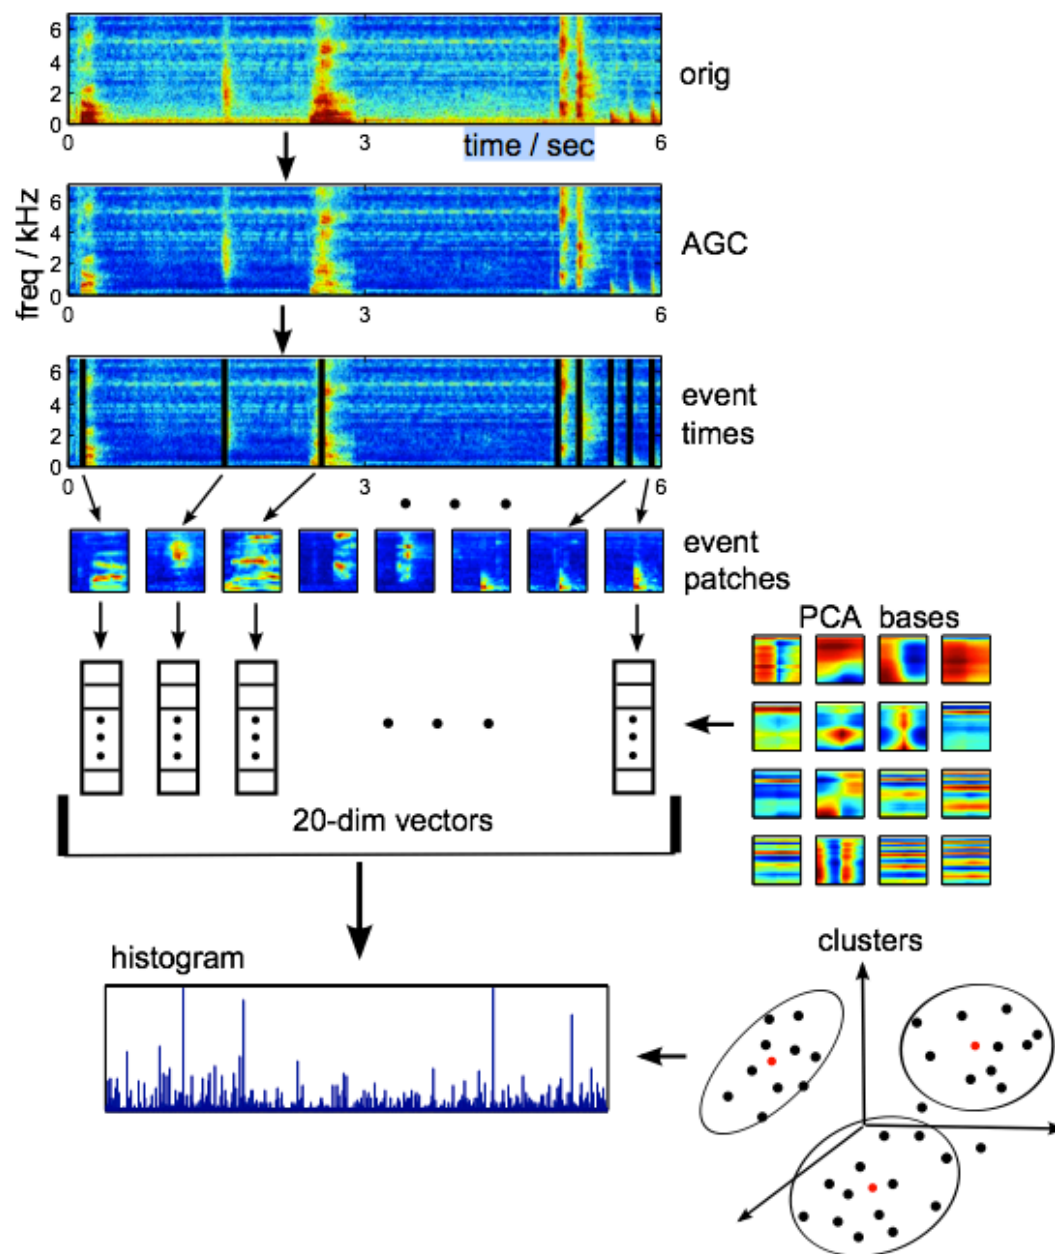 6
4
2
0
orig
0
3
time / sec
6
freq / kHz
6
4
2
0
AGC
0
3
6
6
4
2
0
event
times
0
3
6
event
patches
PCA bases
20-dim vectors
histogram
clusters